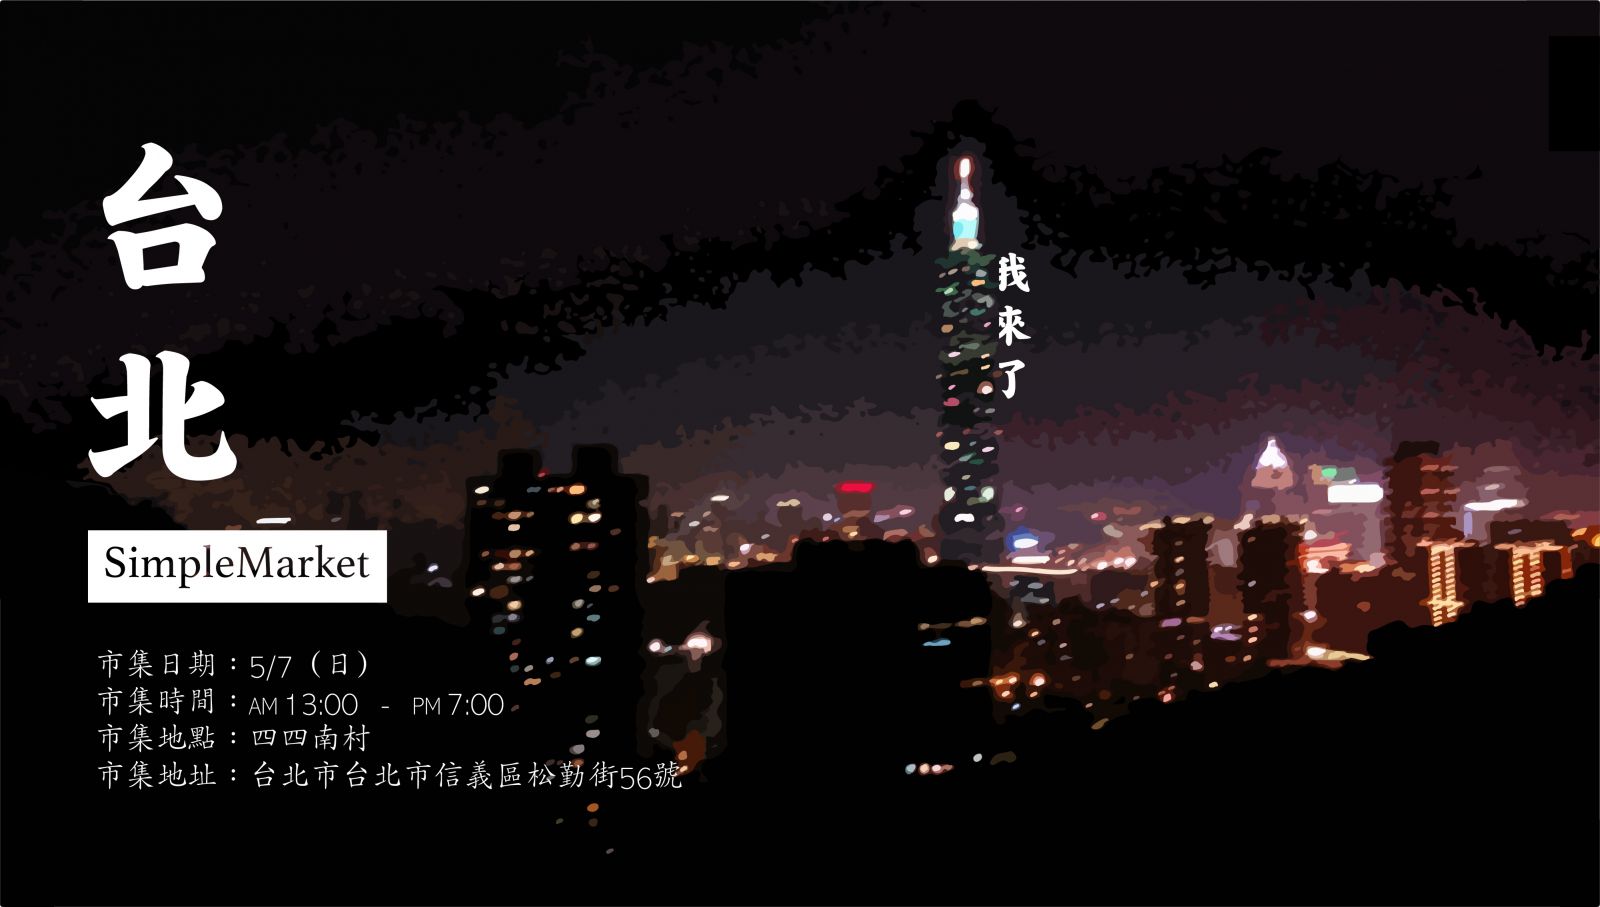 台北
我來了
SimpleMarket
市集日期：5/7（日）
市集時間：AM 13:00 - PM 7:00
市集地點：四四南村
市集地址：台北市台北市信義區松勤街56號